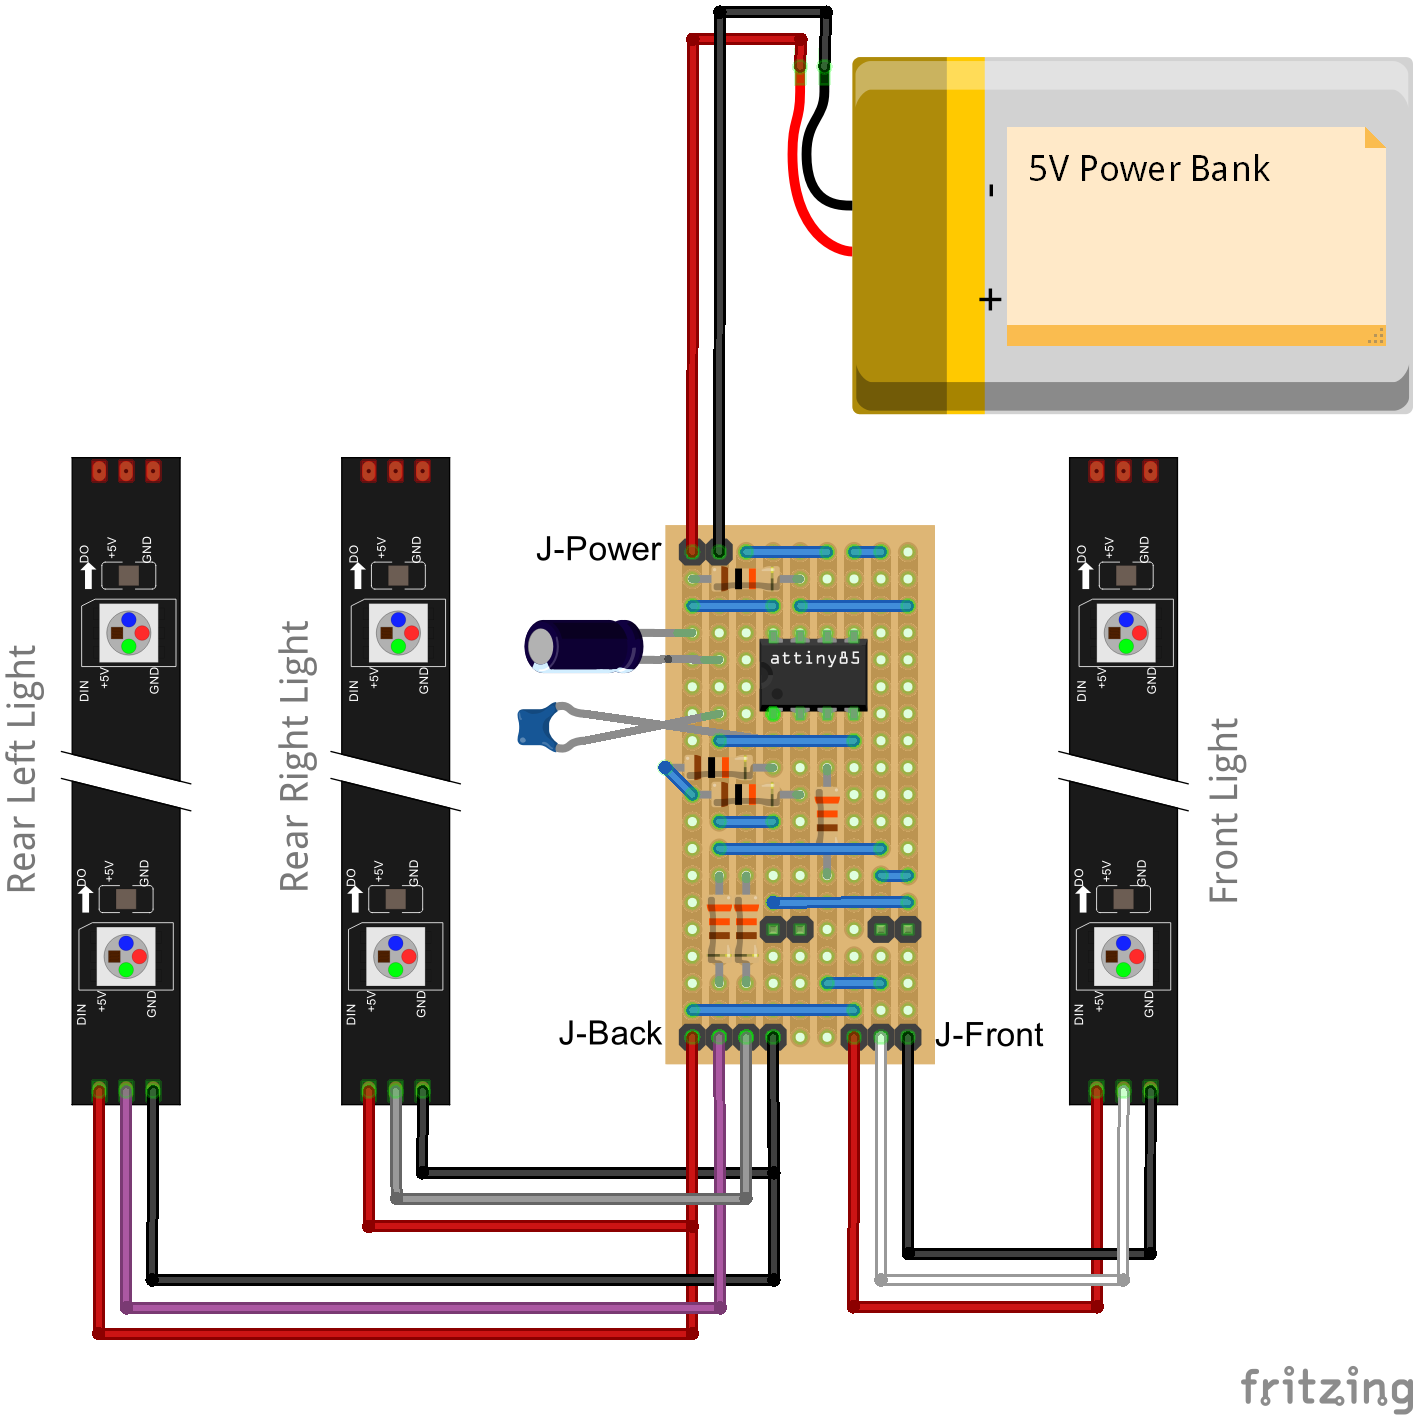 5V Power Bank
-
+
J-Power
attiny85
J-Back
J-Front
Rear Left Light
Rear Right Light
Front Light
DO
+5V
GND
DIN
+5V
GND
DO
+5V
GND
DIN
+5V
GND
DO
+5V
GND
DIN
+5V
GND
DO
+5V
GND
DIN
+5V
GND
DO
+5V
GND
DIN
+5V
GND
DO
+5V
GND
DIN
+5V
GND
fritzing